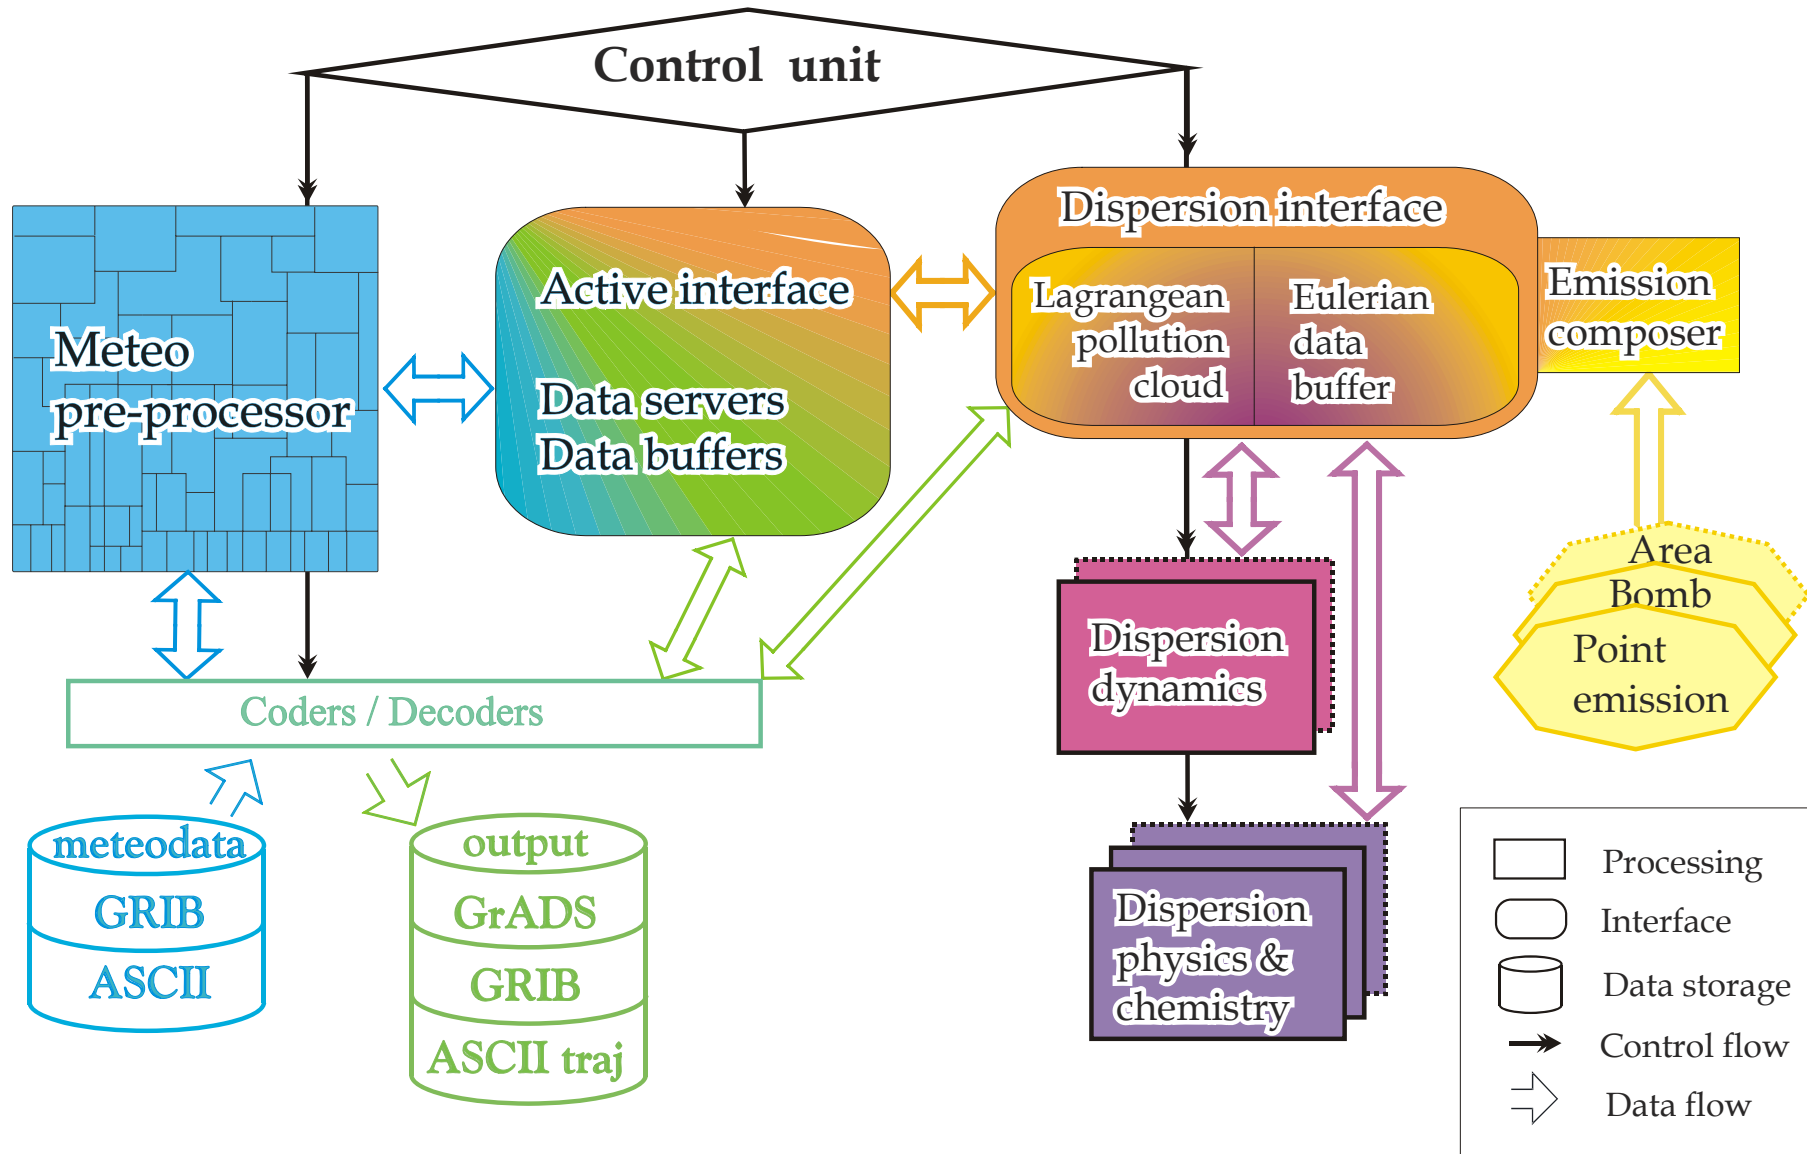 Control unit
Meteo
pre-processor
Active interface
Data servers
Data buffers
Dispersion interface
Lagrangean
pollution
cloud
Eulerian
data
buffer
Emission
composer
Area
Bomb
Point
emission
Dispersion
dynamics
Dispersion
physics &
chemistry
Coders / Decoders
meteodata
GRIB
ASCII
output
GrADS
GRIB
ASCII traj
Processing
Interface
Data storage
Control flow
Data flow